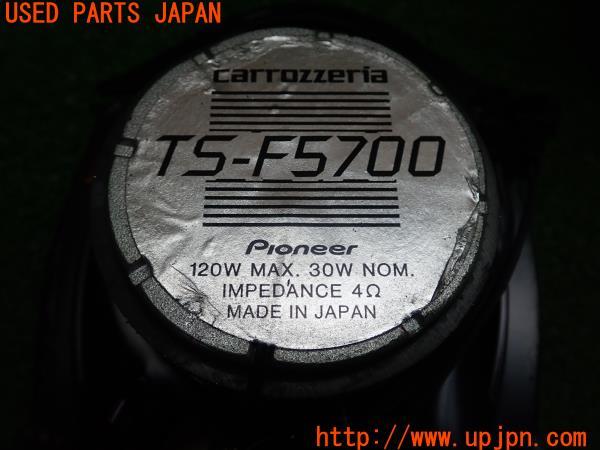 USED PARTS JAPAN
carrozzeria
TS-F5700
Pioneer
120W MAX. 30W NOM.
IMPEDANCE 4Ω
MADE IN JAPAN
http://www.upjpn.com